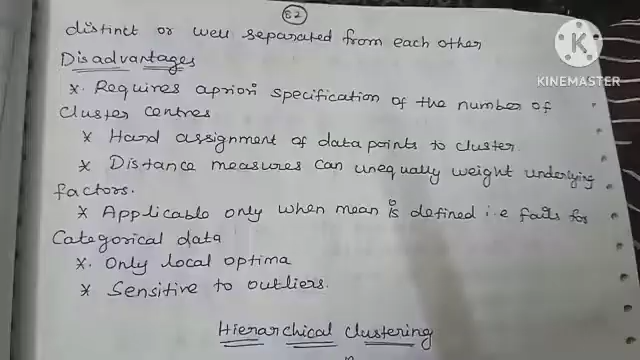 52
distinct or well separated from each other
Disadvantages
* Requires apriori specification of the number of
cluster centres
* Hard assignment of data points to cluster.
* Distance measures can unequally weight underlying
factors.
* Applicable only when mean is defined i.e fails for
Categorical data
* Only local optima
* Sensitive to outliers.
Hierarchical clustering
K
KINEMASTER